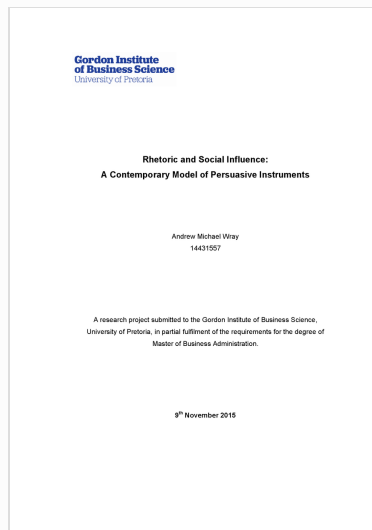 Gordon Institute
of Business Science
University of Pretoria
Rhetoric and Social Influence:
A Contemporary Model of Persuasive Instruments
Andrew Michael Wray
14431557
A research project submitted to the Gordon Institute of Business Science,
University of Pretoria, in partial fulfilment of the requirements for the degree of
Master of Business Administration.
9th November 2015